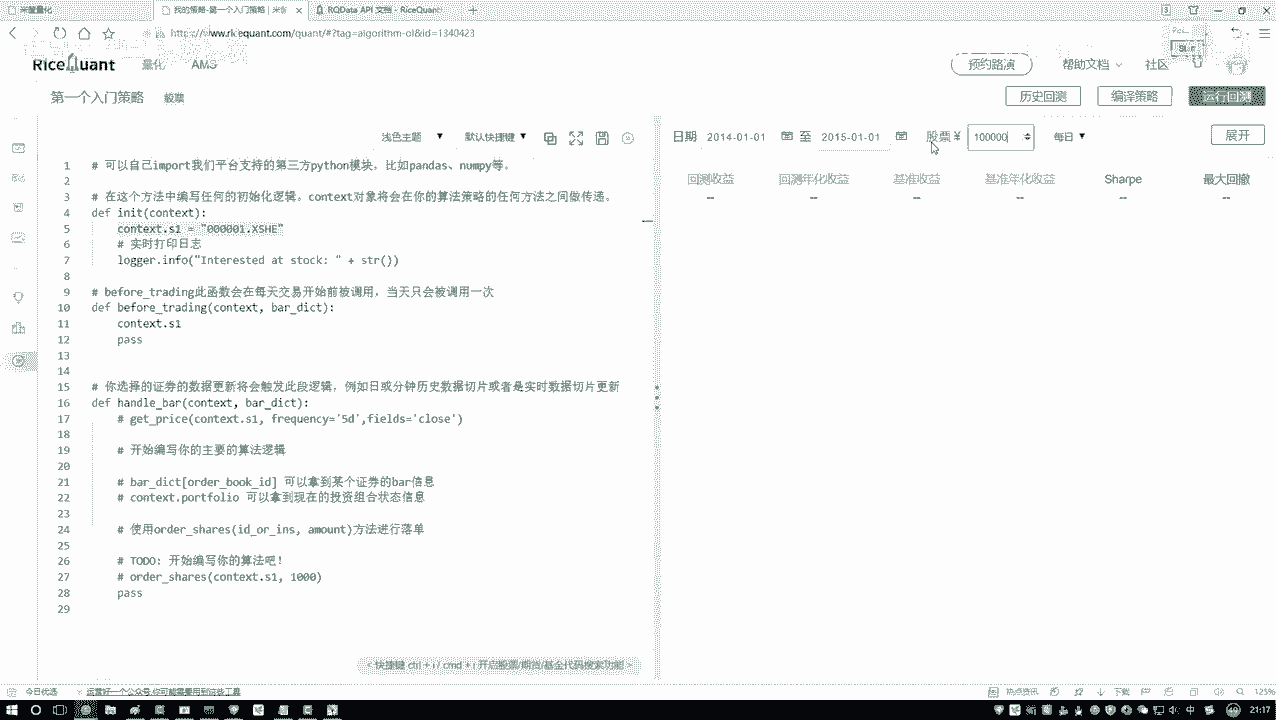 米筐量化
我的策略-第一个入门策略 | 米
RQData API 文档 - RiceQuant
ww.ricequant.com/quant/#?tag=algorithm-ol&id=1340423
RiceQuant
量化
AMS
预约路演
帮助文档
社区
第一个入门策略
股票
历史回测
编译策略
运行回测
浅色主题
默认快捷键
日期 2014-01-01 至 2015-01-01 股票 ¥ 100000 每日
展开
回测收益 回测年化收益 基准收益 基准年化收益 Sharpe 最大回撤
-- -- -- -- -- --
1 # 可以自己import我们平台支持的第三方python模块，比如pandas、numpy等。
2
3 # 在这个方法中编写任何的初始化逻辑。context对象将会在你的算法策略的任何方法之间做传递。
4 def init(context):
5 context.s1 = "000001.XSHE"
6 # 实时打印日志
7 logger.info("Interested at stock: " + str())
8
9 # before_trading此函数会在每天交易开始前被调用，当天只会被调用一次
10 def before_trading(context, bar_dict):
11 context.s1
12 pass
13
14
15 # 你选择的证券的数据更新将会触发此段逻辑，例如日或分钟历史数据切片或者是实时数据切片更新
16 def handle_bar(context, bar_dict):
17 # get_price(context.s1, frequency='5d',fields='close')
18
19 # 开始编写你的主要的算法逻辑
20
21 # bar_dict[order_book_id] 可以拿到某个证券的bar信息
22 # context.portfolio 可以拿到现在的投资组合状态信息
23
24 # 使用order_shares(id_or_ins, amount)方法进行落单
25
26 # TODO: 开始编写你的算法吧！
27 # order_shares(context.s1, 1000)
28 pass
29
快捷键 ctrl + i / cmd + i 开启股票/期货/基金代码搜索功能
今日优选
运营好一个公众号,你可能需要用到这些工具
热点资讯
下载
125%
中
21:17